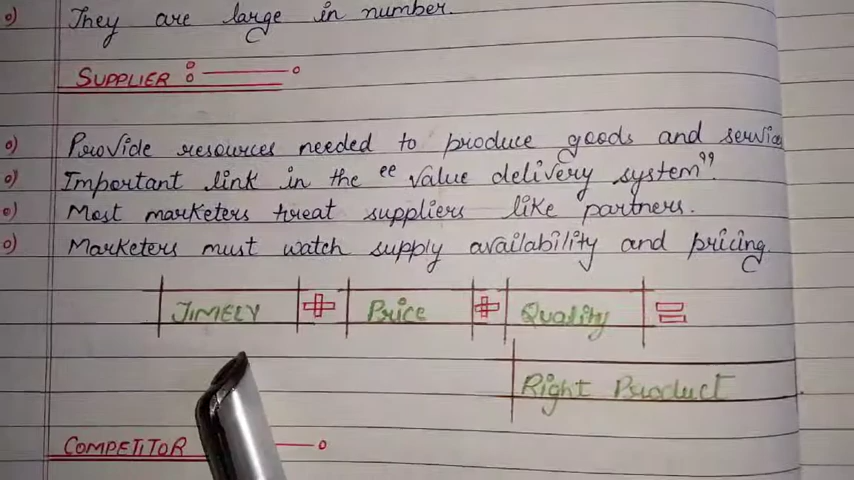 o) They are large in number.
SUPPLIER :
o) Provide resources needed to produce goods and service
o) Important link in the "value delivery system".
o) Most marketers treat suppliers like partners.
o) Marketers must watch supply availability and pricing.
TIMELY + Price + Quality =
Right Product
COMPETITOR